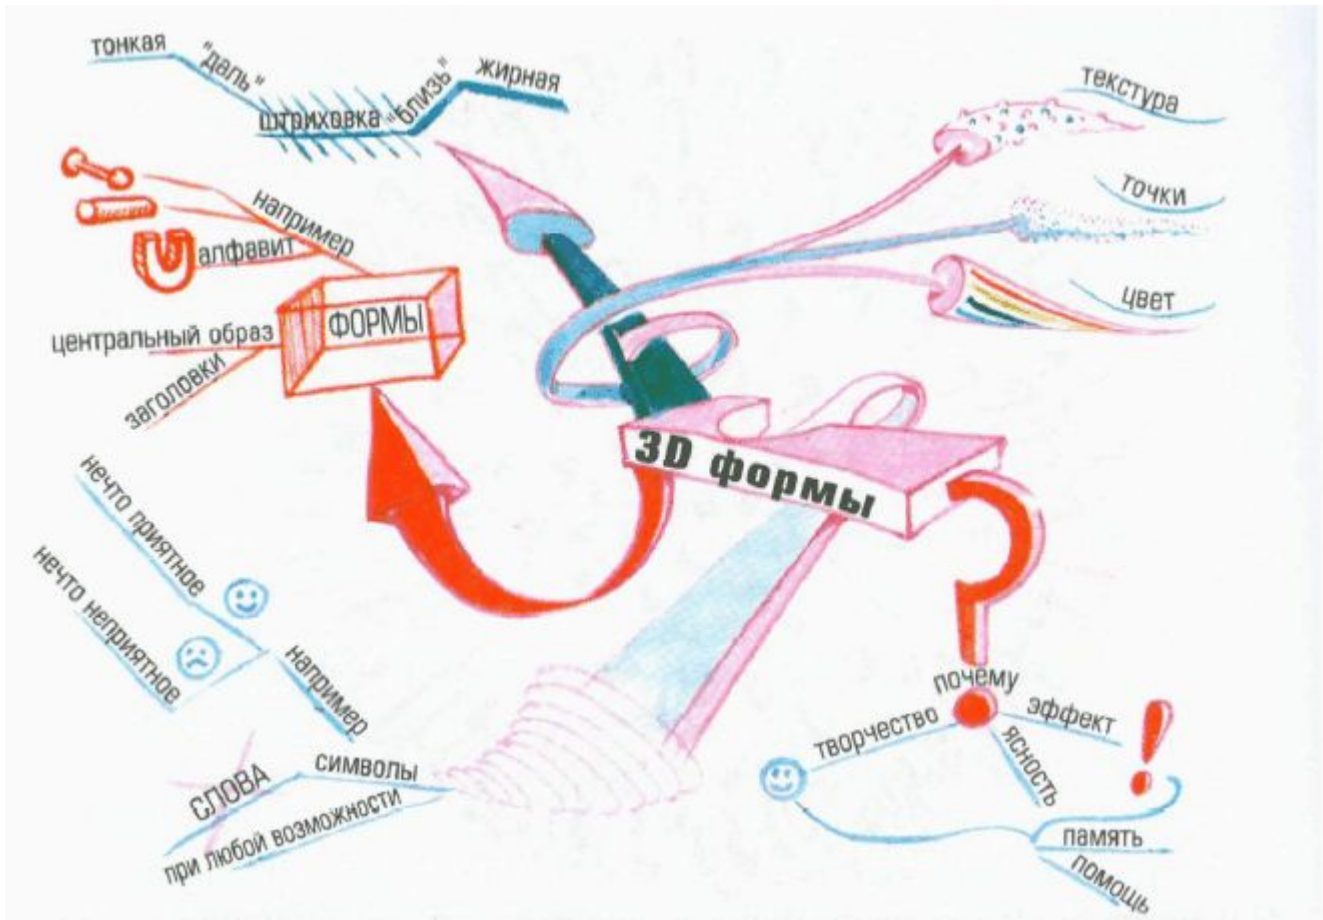 тонкая
"даль"
штриховка
"близь"
жирная
текстура
точки
цвет
например
алфавит
ФОРМЫ
центральный образ
заголовки
3D формы
нечто приятное
нечто неприятное
например
СЛОВА
символы
при любой возможности
почему
творчество
эффект
ясность
память
помощь